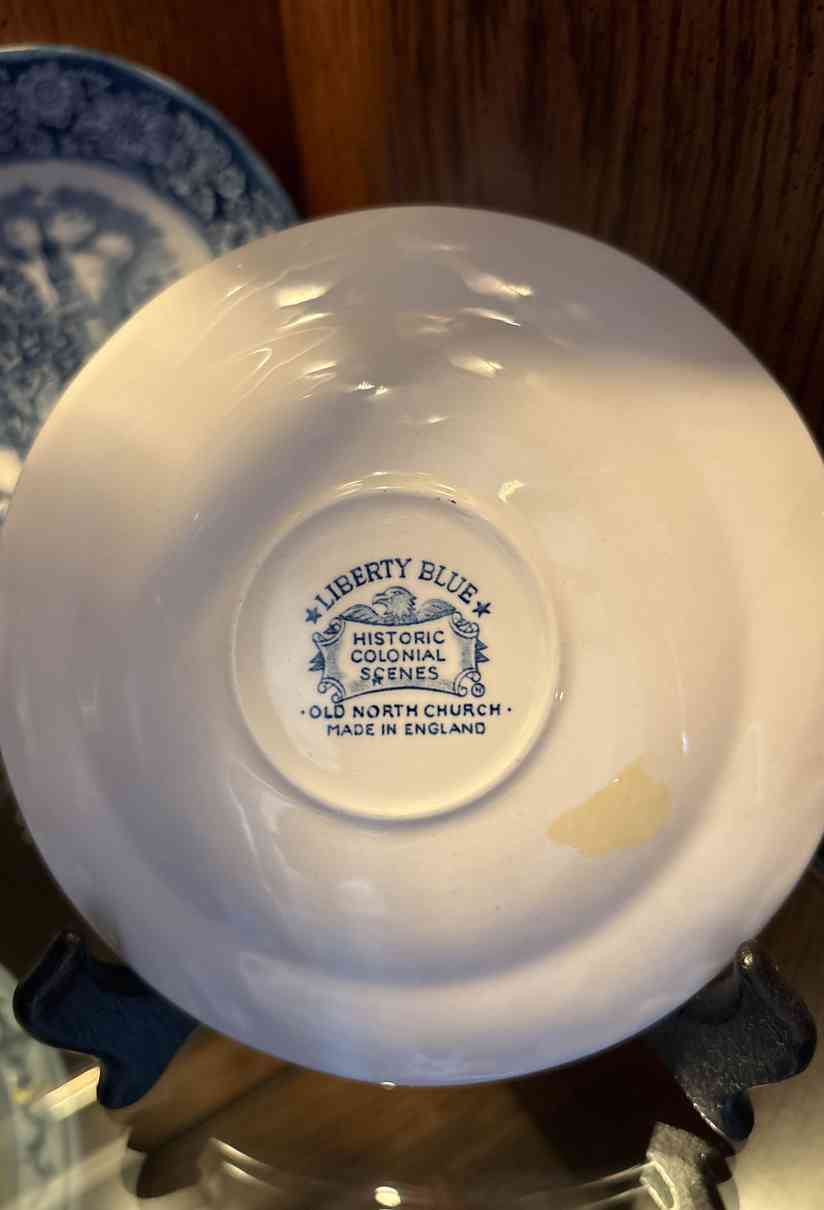 LIBERTY BLUE
HISTORIC
COLONIAL
SCENES
·OLD NORTH CHURCH·
MADE IN ENGLAND